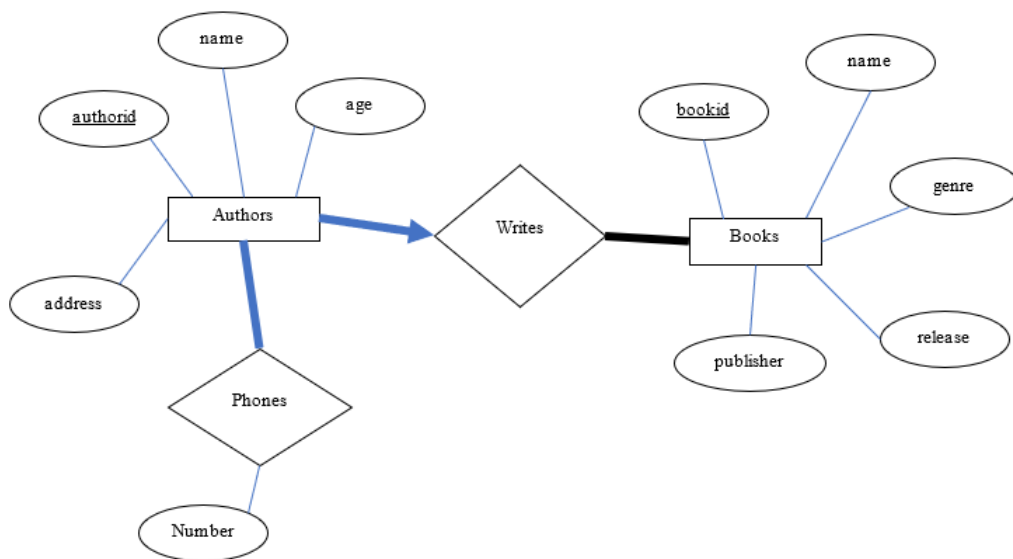 name
name
age
authorid
bookid
genre
Authors
Writes
Books
address
release
publisher
Phones
Number